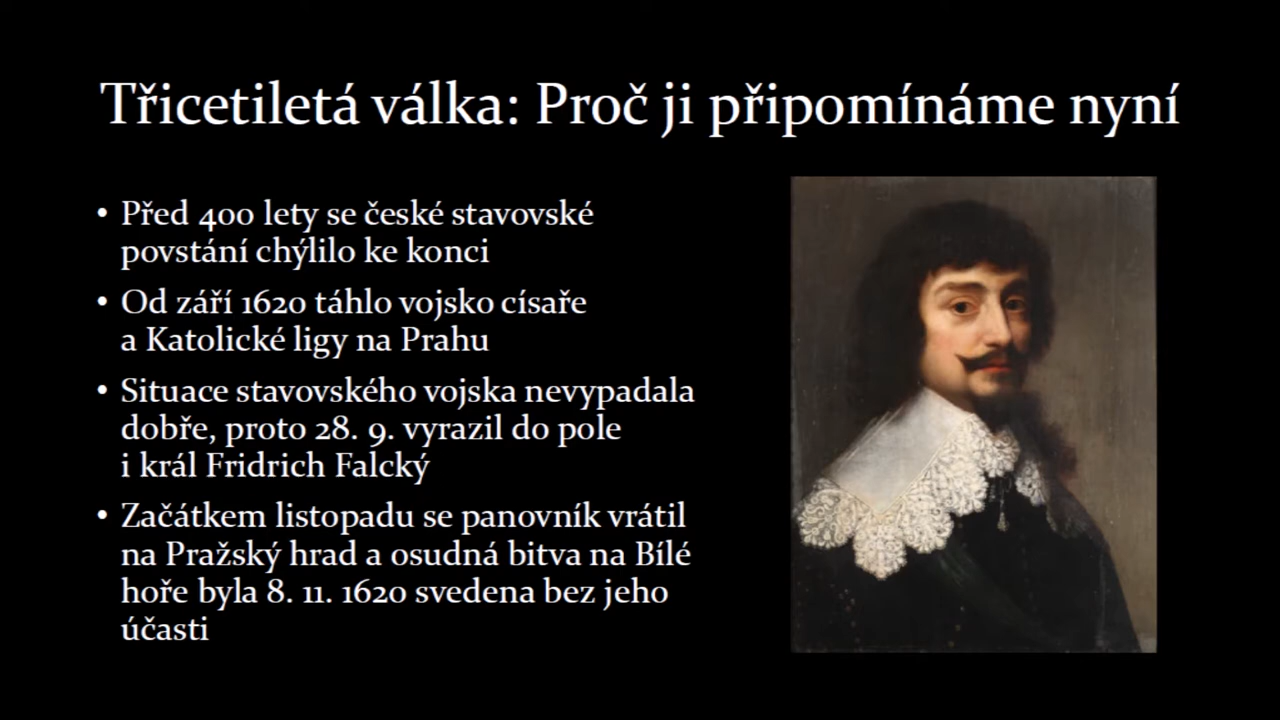 Třicetiletá válka: Proč ji připomínáme nyní
• Před 400 lety se české stavovské
povstání chýlilo ke konci
• Od září 1620 táhlo vojsko císaře
a Katolické ligy na Prahu
• Situace stavovského vojska nevypadala
dobře, proto 28. 9. vyrazil do pole
i král Fridrich Falcký
• Začátkem listopadu se panovník vrátil
na Pražský hrad a osudná bitva na Bílé
hoře byla 8. 11. 1620 svedena bez jeho
účasti